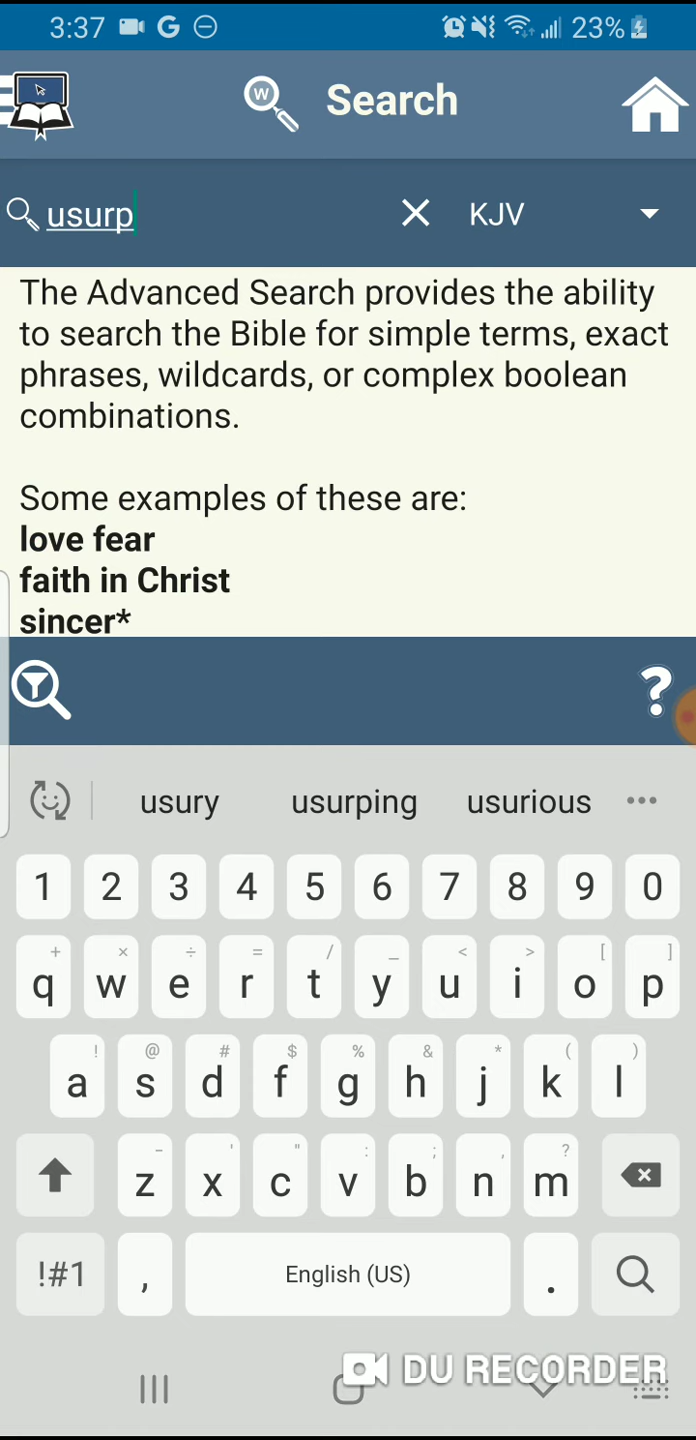 3:37 G 23%
W Search
usurp KJV
The Advanced Search provides the ability
to search the Bible for simple terms, exact
phrases, wildcards, or complex boolean
combinations.
Some examples of these are:
love fear
faith in Christ
sincer*
?
usury usurping usurious •••
1 2 3 4 5 6 7 8 9 0
+ × ÷ = / _ < > [ ]
q w e r t y u i o p
! @ # $ % & * ( )
a s d f g h j k l
- ' " : ; , ?
z x c v b n m
!#1 , English (US) .
DU RECORDER